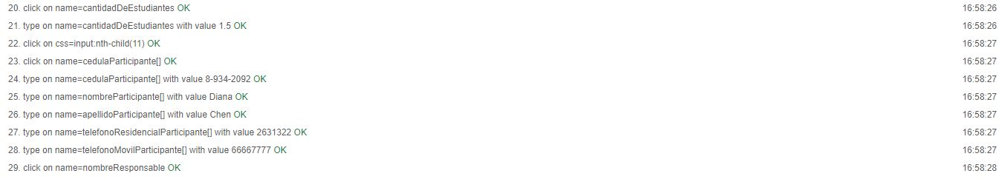 20. click on name=cantidadDeEstudiantes OK 16:58:26
21. type on name=cantidadDeEstudiantes with value 1.5 OK 16:58:26
22. click on css=input:nth-child(11) OK 16:58:27
23. click on name=cedulaParticipante[] OK 16:58:27
24. type on name=cedulaParticipante[] with value 8-934-2092 OK 16:58:27
25. type on name=nombreParticipante[] with value Diana OK 16:58:27
26. type on name=apellidoParticipante[] with value Chen OK 16:58:27
27. type on name=telefonoResidencialParticipante[] with value 2631322 OK 16:58:27
28. type on name=telefonoMovilParticipante[] with value 66667777 OK 16:58:27
29. click on name=nombreResponsable OK 16:58:28